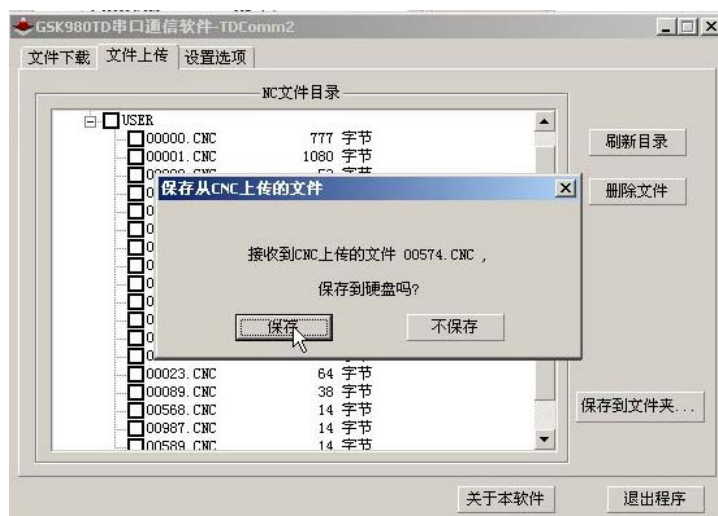 GSK980TD串口通信软件-TDComm2
文件下载 文件上传 设置选项
NC文件目录
USER
00000.CNC 777 字节
00001.CNC 1080 字节
刷新目录
删除文件
保存从CNC上传的文件
接收到CNC上传的文件 00574.CNC ,
保存到硬盘吗?
保存 不保存
00023.CNC 64 字节
00089.CNC 38 字节
00568.CNC 14 字节
00987.CNC 14 字节
00589.CNC 14 字节
保存到文件夹...
关于本软件 退出程序